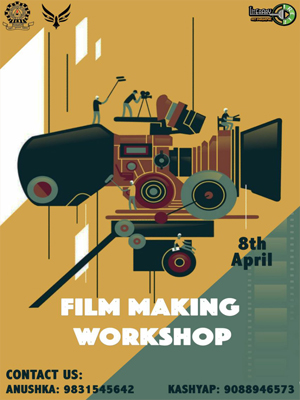 8th
April
FILM MAKING
WORKSHOP
CONTACT US:
ANUSHKA: 9831545642
KASHYAP: 9088946573